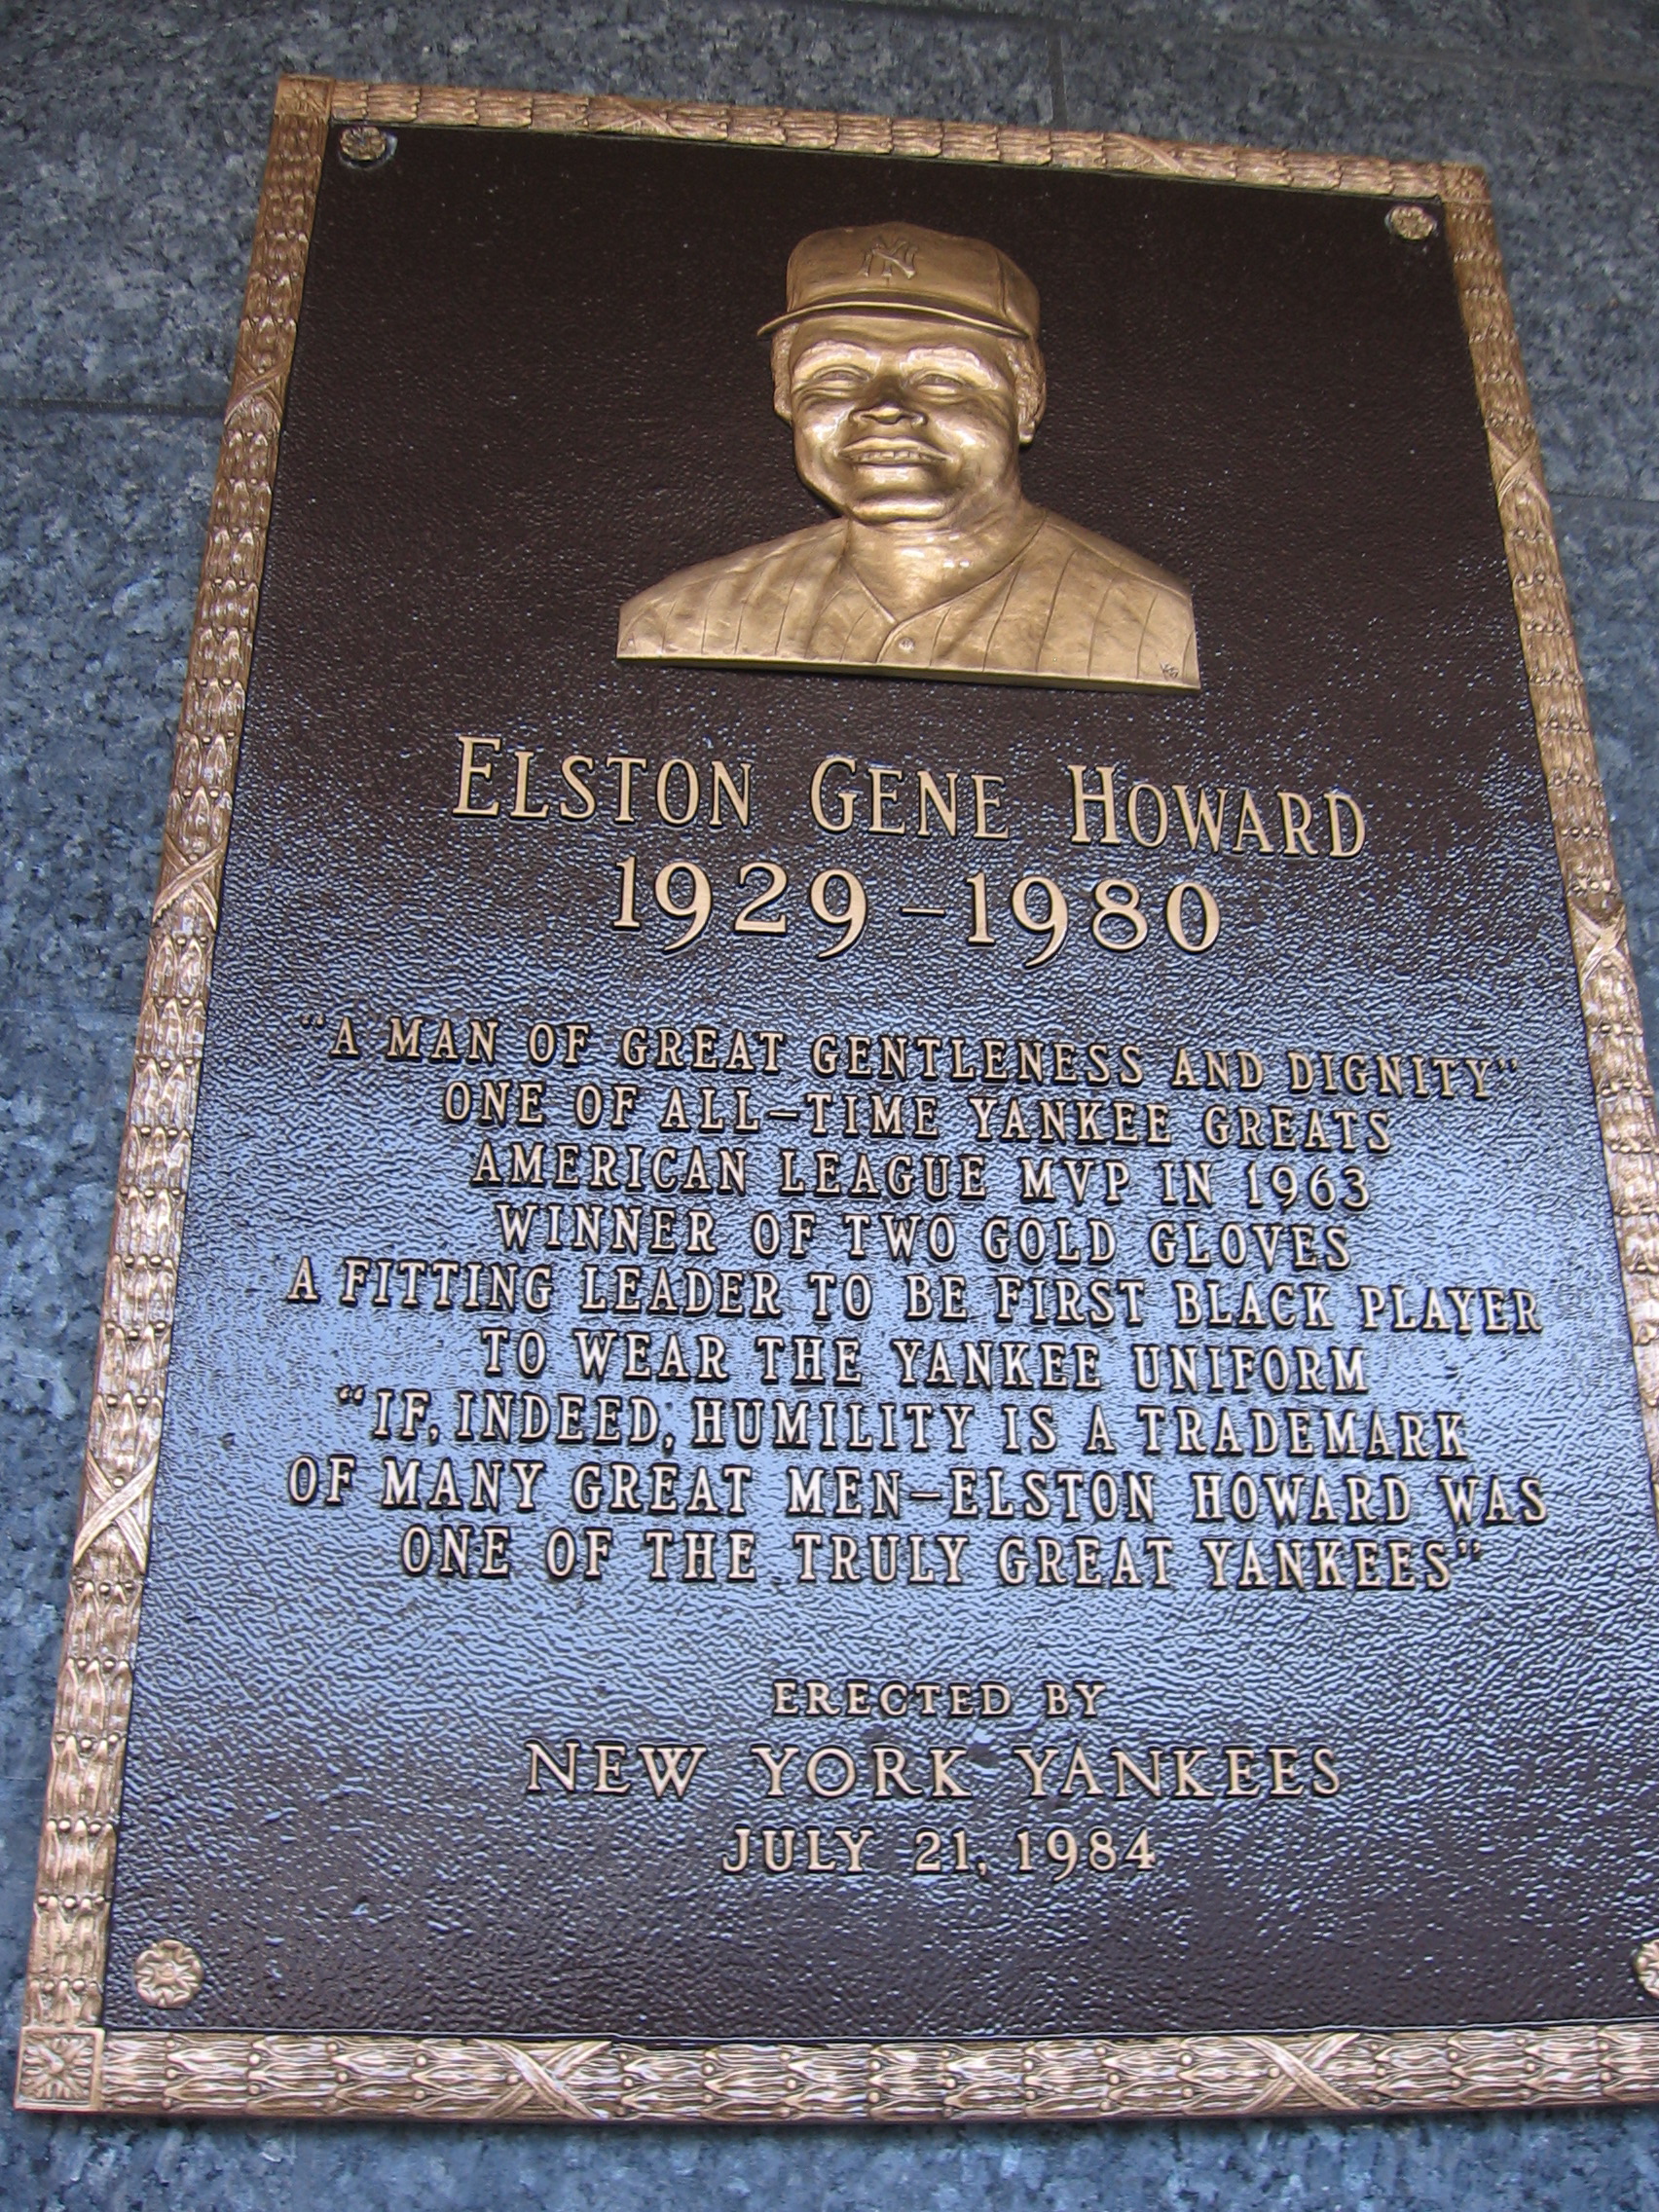 NY
ELSTON GENE HOWARD
1929-1980
"A MAN OF GREAT GENTLENESS AND DIGNITY"
ONE OF ALL-TIME YANKEE GREATS
AMERICAN LEAGUE MVP IN 1963
WINNER OF TWO GOLD GLOVES
A FITTING LEADER TO BE FIRST BLACK PLAYER
TO WEAR THE YANKEE UNIFORM
"IF, INDEED, HUMILITY IS A TRADEMARK
OF MANY GREAT MEN-ELSTON HOWARD WAS
ONE OF THE TRULY GREAT YANKEES"
ERECTED BY
NEW YORK YANKEES
JULY 21, 1984